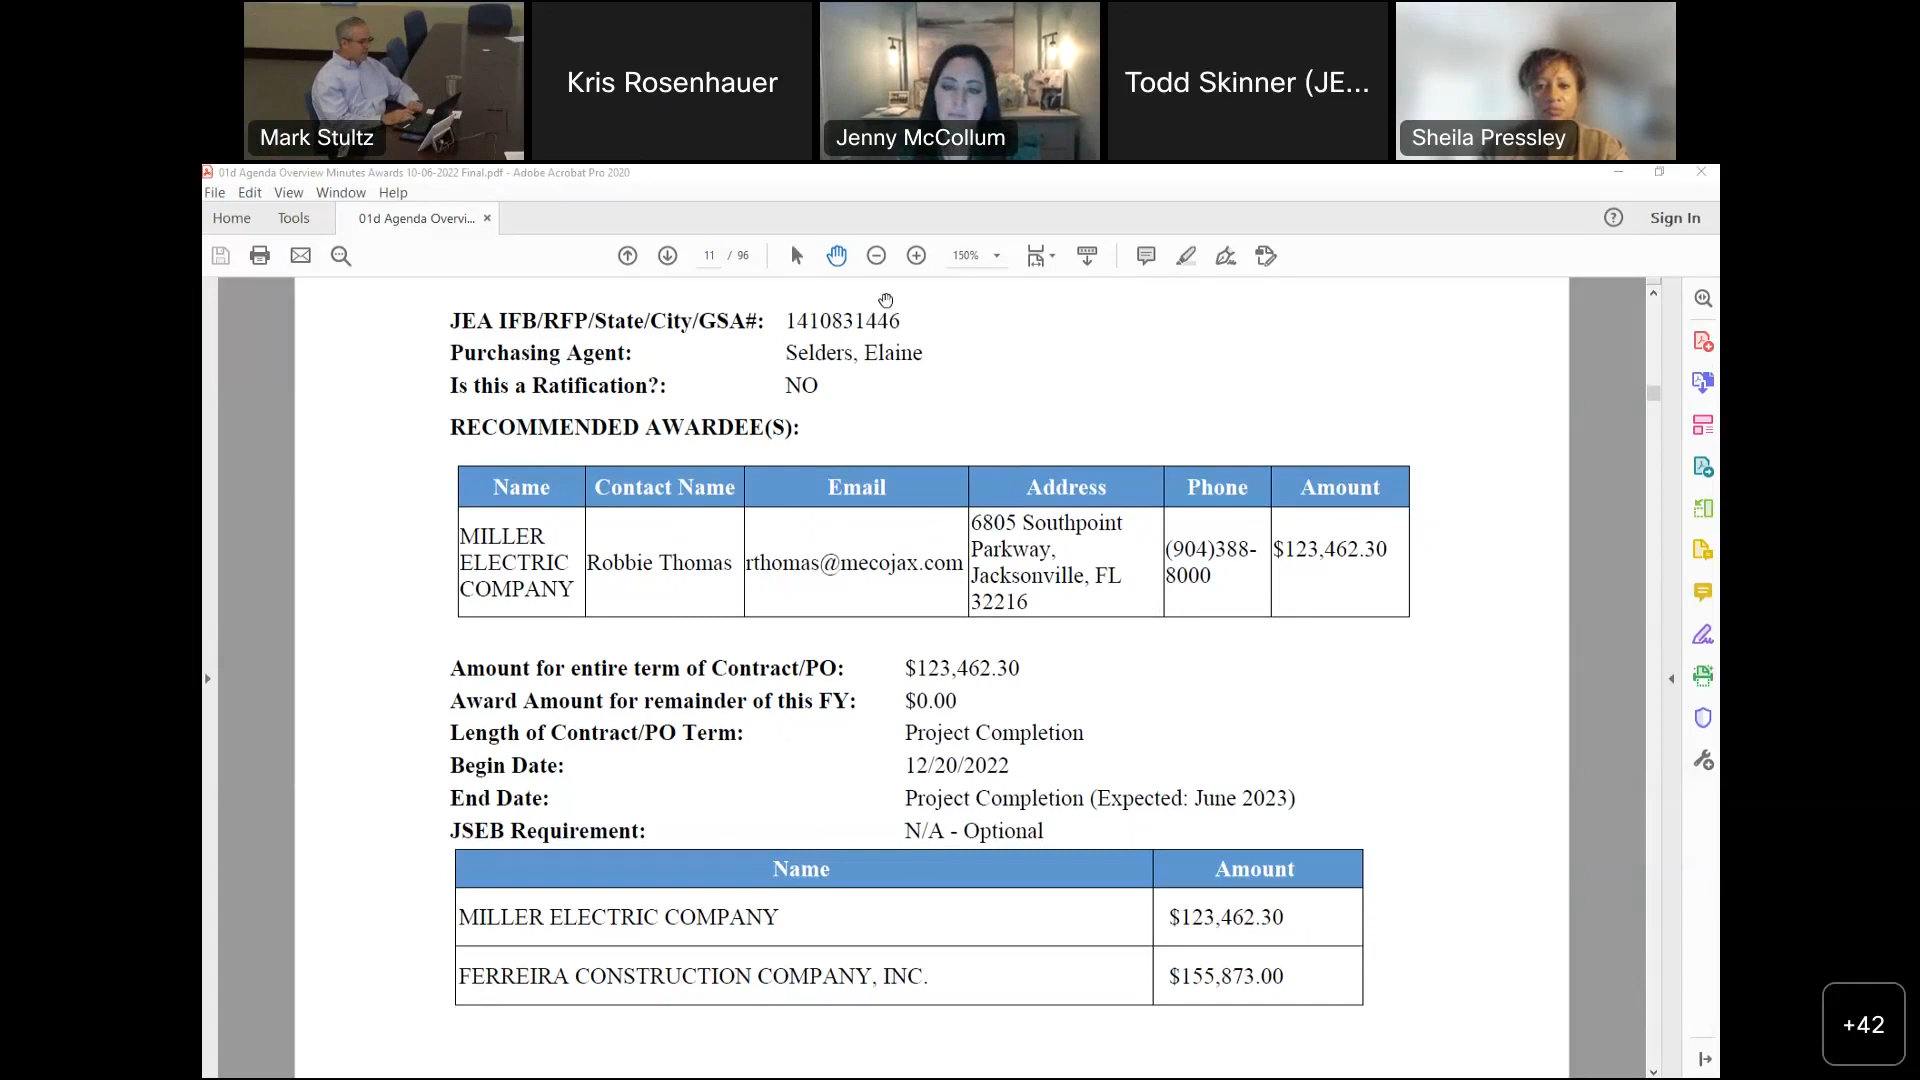 Mark Stultz
Kris Rosenhauer
Jenny McCollum
Todd Skinner (JE...
Sheila Pressley
01d Agenda Overview Minutes Awards 10-06-2022 Final.pdf - Adobe Acrobat Pro 2020
File Edit View Window Help
Home Tools 01d Agenda Overvi... ×
Sign In
11 / 96 150%
JEA IFB/RFP/State/City/GSA#: 1410831446
Purchasing Agent: Selders, Elaine
Is this a Ratification?: NO
RECOMMENDED AWARDEE(S):
Name Contact Name Email Address Phone Amount
MILLER ELECTRIC COMPANY Robbie Thomas rthomas@mecojax.com 6805 Southpoint Parkway, Jacksonville, FL 32216 (904)388-8000 $123,462.30
Amount for entire term of Contract/PO: $123,462.30
Award Amount for remainder of this FY: $0.00
Length of Contract/PO Term: Project Completion
Begin Date: 12/20/2022
End Date: Project Completion (Expected: June 2023)
JSEB Requirement: N/A - Optional
Name Amount
MILLER ELECTRIC COMPANY $123,462.30
FERREIRA CONSTRUCTION COMPANY, INC. $155,873.00
+42